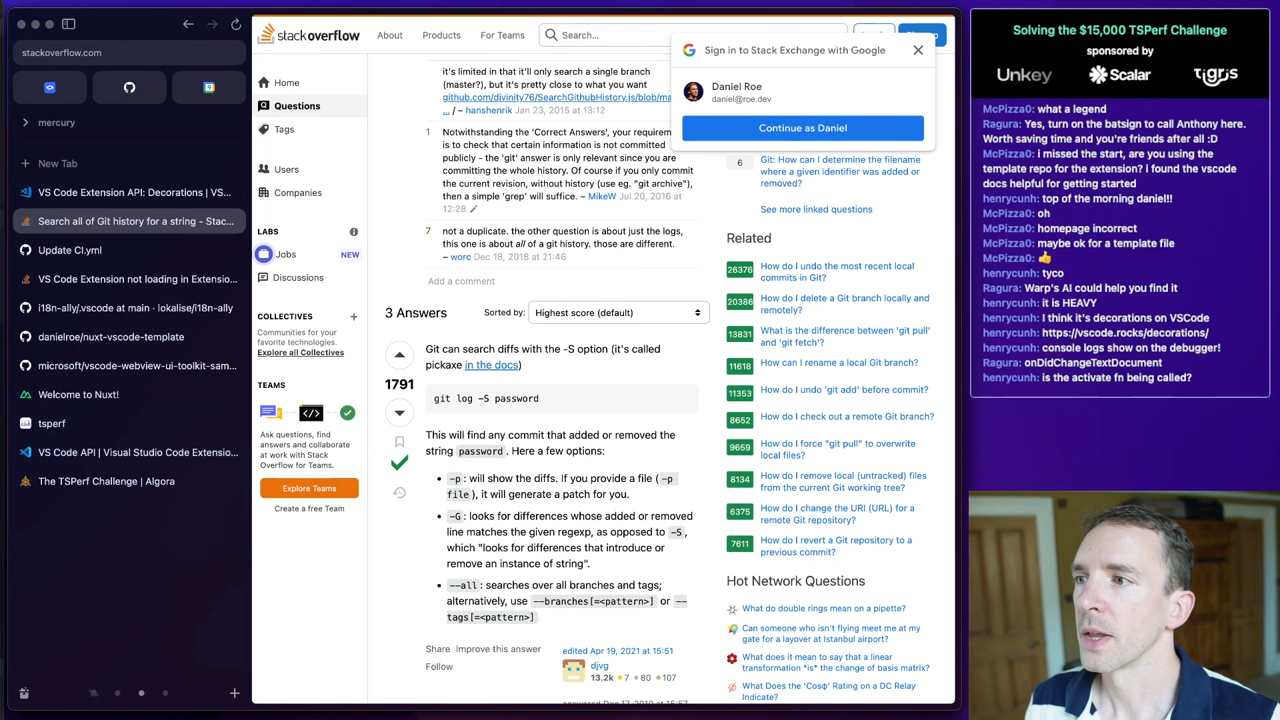 stackoverflow.com
mercury
New Tab
VS Code Extension API: Decorations | VS...
Search all of Git history for a string - Stac...
Update CI.yml
VSCode debugger not loading in Extensio...
i18n-ally/.vscode at main · lokalise/i18n-ally
danielroe/nuxt-vscode-template
microsoft/vscode-webview-ui-toolkit-sam...
Welcome to Nuxt!
tsperf
VS Code API | Visual Studio Code Extensio...
The TSPerf Challenge | Algora
stackoverflow
About
Products
For Teams
Search...
Home
Questions
Tags
Users
Companies
LABS
Jobs
NEW
Discussions
COLLECTIVES
Communities for your
favorite technologies.
Explore all Collectives
TEAMS
Ask questions, find
answers and collaborate
at work with Stack
Overflow for Teams.
Explore Teams
Create a free Team
it's limited in that it'll only search a single branch
(master?), but it's pretty close to what you want
github.com/divinity76/SearchGithubHistory.js/blob/ma
... / – hanshenrik Jan 23, 2015 at 13:12
1
Notwithstanding the 'Correct Answers', your requirem
is to check that certain information is not committed
publicly - the 'git' answer is only relevant since you are
committing the whole history. Of course if you only commit
the current revision, without history (use eg. "git archive"),
then a simple 'grep' will suffice. – MikeW Jul 20, 2016 at
12:28
7
not a duplicate. the other question is about just the logs,
this one is about all of a git history. those are different.
– worc Dec 18, 2018 at 21:46
Add a comment
3 Answers
Sorted by:
Highest score (default)
1791
Git can search diffs with the -S option (it's called
pickaxe in the docs)
git log -S password
This will find any commit that added or removed the
string password. Here a few options:
• -p: will show the diffs. If you provide a file (-p
file), it will generate a patch for you.
• -G: looks for differences whose added or removed
line matches the given regexp, as opposed to -S,
which "looks for differences that introduce or
remove an instance of string".
• --all: searches over all branches and tags;
alternatively, use --branches[=<pattern>] or --
tags[=<pattern>]
Share Improve this answer
Follow
edited Apr 19, 2021 at 15:51
djvg
13.2k 7 80 107
Sign in to Stack Exchange with Google
Daniel Roe
daniel@roe.dev
Continue as Daniel
6
Git: How can I determine the filename
where a given identifier was added or
removed?
See more linked questions
Related
26376
How do I undo the most recent local
commits in Git?
20386
How do I delete a Git branch locally and
remotely?
13831
What is the difference between 'git pull'
and 'git fetch'?
11618
How can I rename a local Git branch?
11353
How do I undo 'git add' before commit?
8652
How do I check out a remote Git branch?
9659
How do I force "git pull" to overwrite
local files?
8134
How do I remove local (untracked) files
from the current Git working tree?
6375
How do I change the URI (URL) for a
remote Git repository?
7611
How do I revert a Git repository to a
previous commit?
Hot Network Questions
What do double rings mean on a pipette?
Can someone who isn't flying meet me at my
gate for a layover at Istanbul airport?
What does it mean to say that a linear
transformation *is* the change of basis matrix?
What Does the 'Cosϕ' Rating on a DC Relay
Indicate?
Solving the $15,000 TSPerf Challenge
sponsored by
Unkey
Scalar
tigris
McPizza0: what a legend
Ragura: Yes, turn on the batsign to call Anthony here.
Worth saving time and you're friends after all :D
McPizza0: i missed the start, are you using the
template repo for the extension? i found the vscode
docs helpful for getting started
henrycunh: top of the morning daniel!!
McPizza0: oh
McPizza0: homepage incorrect
McPizza0: maybe ok for a template file
McPizza0: 👍
henrycunh: tyco
Ragura: Warp's AI could help you find it
henrycunh: it is HEAVY
henrycunh: I think it's decorations on VSCode
henrycunh: https://vscode.rocks/decorations/
henrycunh: console logs show on the debugger!
Ragura: onDidChangeTextDocument
henrycunh: is the activate fn being called?